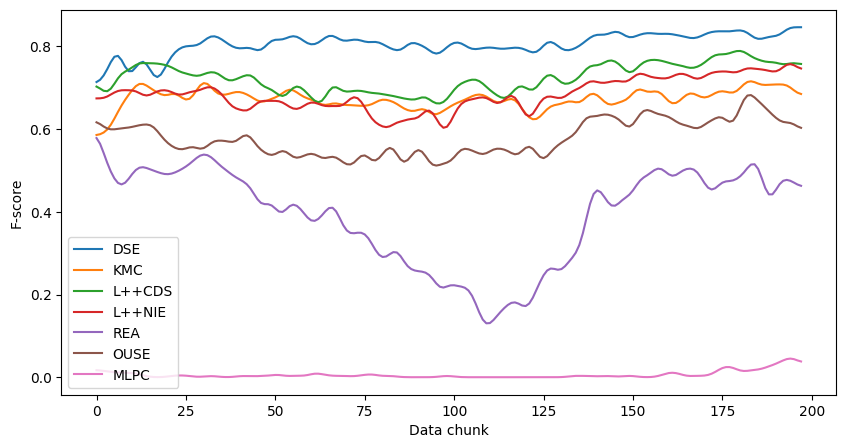 F-score
0.8
0.6
0.4
0.2
0.0
DSE
KMC
L++CDS
L++NIE
REA
OUSE
MLPC
0 25 50 75 100 125 150 175 200
Data chunk